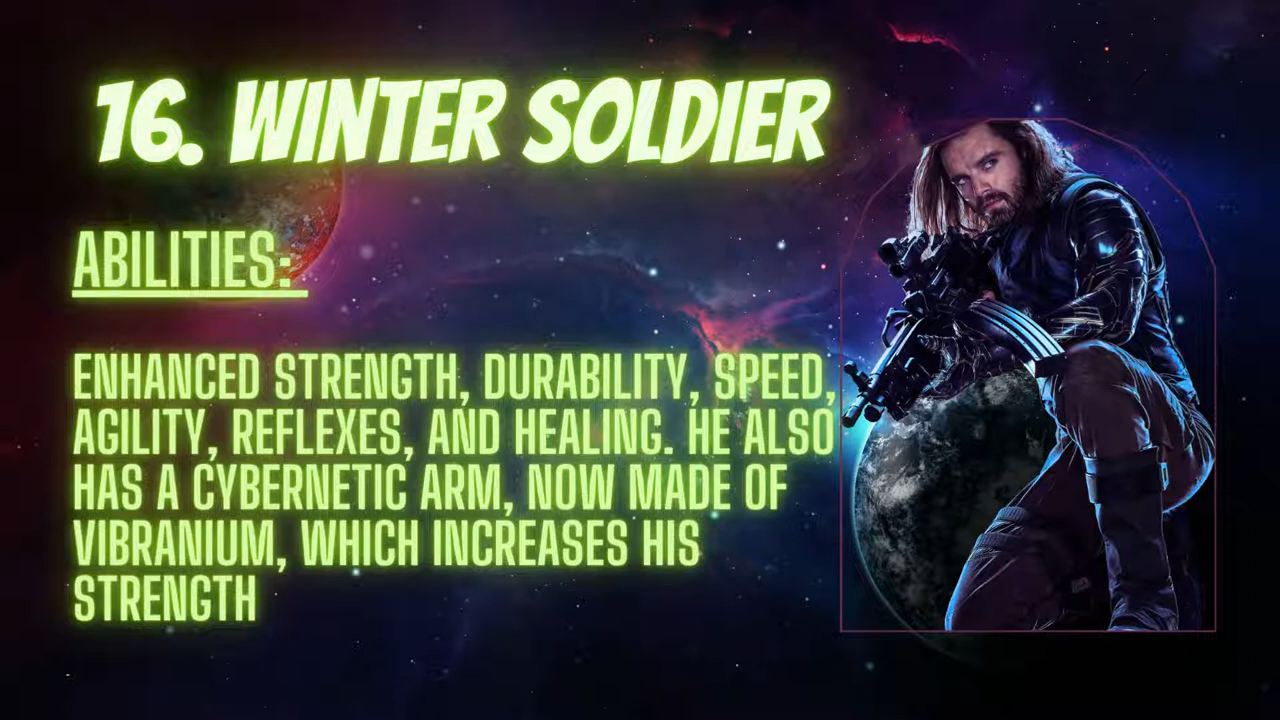 16. WINTER SOLDIER
ABILITIES:
ENHANCED STRENGTH, DURABILITY, SPEED,
AGILITY, REFLEXES, AND HEALING. HE ALSO
HAS A CYBERNETIC ARM, NOW MADE OF
VIBRANIUM, WHICH INCREASES HIS
STRENGTH